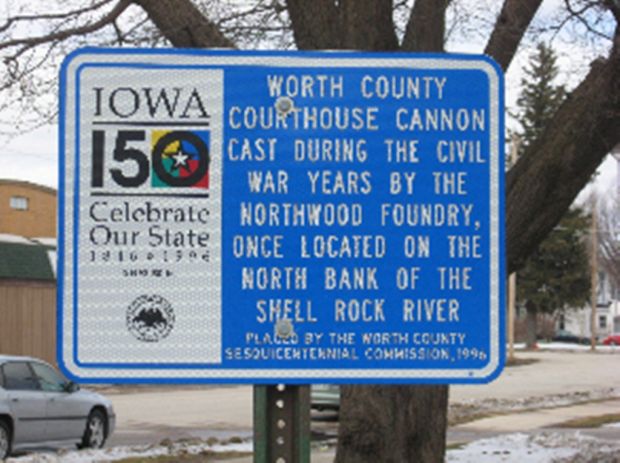 IOWA
150
Celebrate
Our State
1846 1996
WORTH COUNTY
COURTHOUSE CANNON
CAST DURING THE CIVIL
WAR YEARS BY THE
NORTHWOOD FOUNDRY,
ONCE LOCATED ON THE
NORTH BANK OF THE
SHELL ROCK RIVER
PLACED BY THE WORTH COUNTY
SESQUICENTENNIAL COMMISSION, 1996